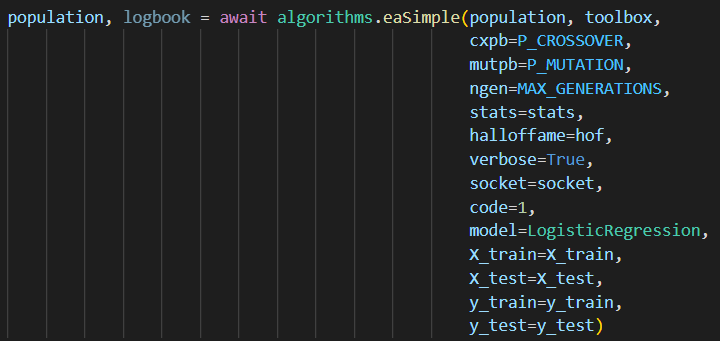 population, logbook = await algorithms.eaSimple(population, toolbox,
cxpb=P_CROSSOVER,
mutpb=P_MUTATION,
ngen=MAX_GENERATIONS,
stats=stats,
halloffame=hof,
verbose=True,
socket=socket,
code=1,
model=LogisticRegression,
X_train=X_train,
X_test=X_test,
y_train=y_train,
y_test=y_test)